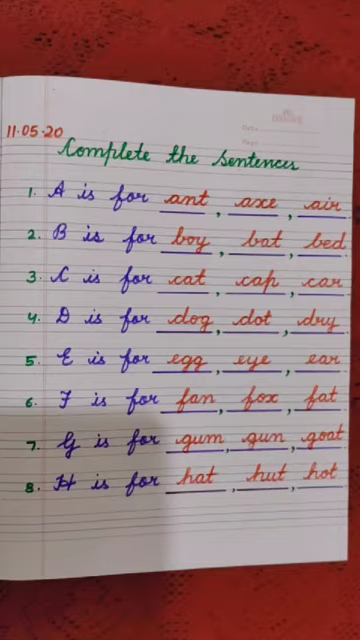 11.05.20
Complete the Sentences
1. A is for ant, axe, air
2. B is for boy, bat, bed.
3. C is for cat, cap, car
4. D is for dog, dot, dry
5. E is for egg, eye, ear
6. F is for fan, fox, fat
7. G is for gum, gun, goat
8. H is for hat, hut, hot